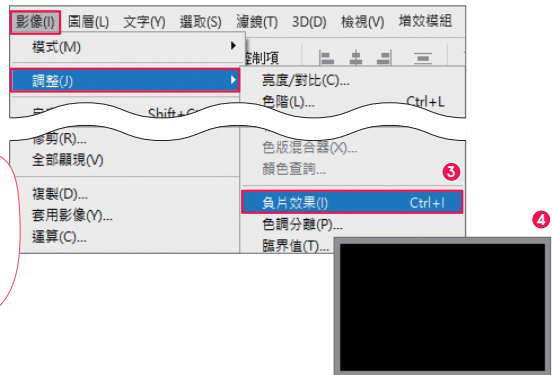 影像(I) 圖層(L) 文字(Y) 選取(S) 濾鏡(T) 3D(D) 檢視(V) 增效模組
模式(M)
控制項
調整(J)
亮度/對比(C)...
色階(L)... Ctrl+L
Shift+C
修剪(R)...
全部顯現(V)
色版混合器(X)...
顏色查詢...
3
複製(D)...
套用影像(Y)...
運算(C)...
負片效果(I) Ctrl+I
色調分離(P)...
臨界值(T)...
4